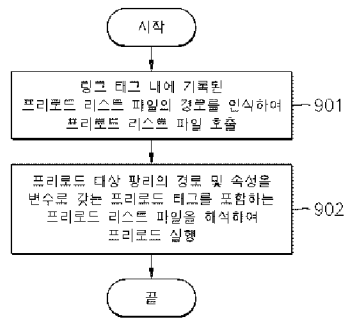 시작
링크 태그 내에 기록된
프리로드 리스트 파일의 경로를 인식하여
프리로드 리스트 파일 호출
901
프리로드 대상 파리의 경로 및 속성을
변수로 갖는 프리로드 태그를 포함하는
프리로드 리스트 파일을 해석하여
프리로드 실행
902
끝